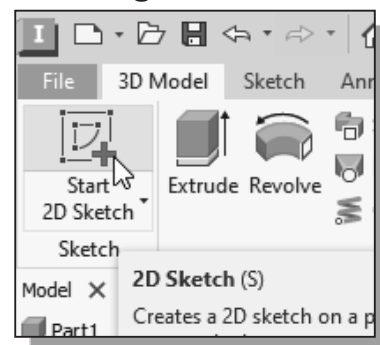 I
File 3D Model Sketch Ann
Start
2D Sketch
Extrude Revolve
Sketch
Model X
2D Sketch (S)
Part1
Creates a 2D sketch on a p